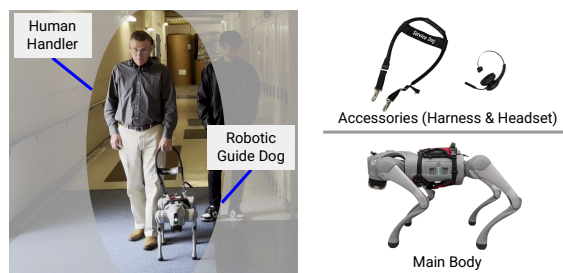 Human
Handler
Robotic
Guide Dog
Service Dog
Accessories (Harness & Headset)
Main Body